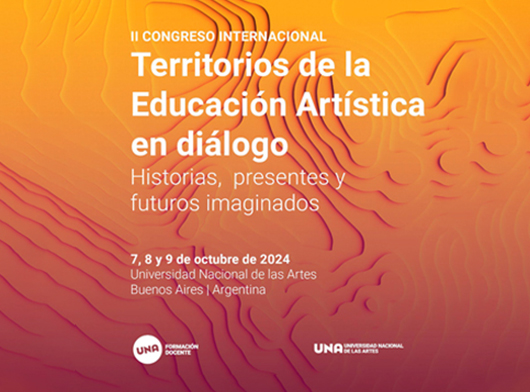 II CONGRESO INTERNACIONAL
Territorios de la
Educación Artística
en diálogo
Historias, presentes y
futuros imaginados
7, 8 y 9 de octubre de 2024
Universidad Nacional de las Artes
Buenos Aires | Argentina
UNA FORMACIÓN
DOCENTE
UNA UNIVERSIDAD NACIONAL
DE LAS ARTES